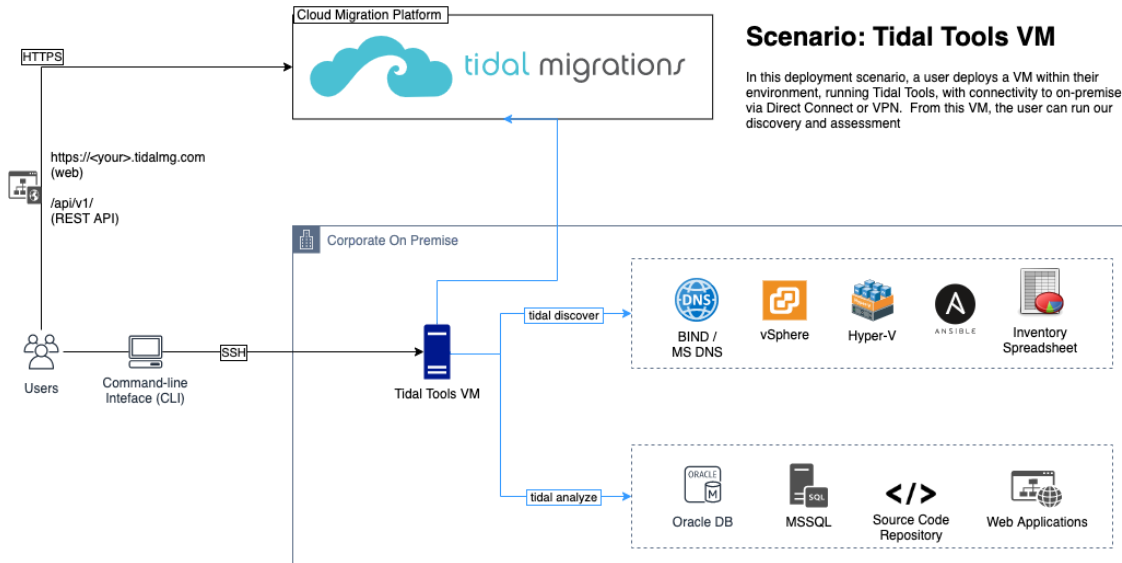 Cloud Migration Platform
tidal migrations
HTTPS
Scenario: Tidal Tools VM
In this deployment scenario, a user deploys a VM within their
environment, running Tidal Tools, with connectivity to on-premise
via Direct Connect or VPN. From this VM, the user can run our
discovery and assessment
https://<your>.tidalmg.com
(web)
/api/v1/
(REST API)
Corporate On Premise
tidal discover
DNS
BIND /
MS DNS
vSphere
Hyper-V
ANSIBLE
Inventory
Spreadsheet
SSH
Users
Command-line
Inteface (CLI)
Tidal Tools VM
tidal analyze
ORACLE
M
Oracle DB
SQL
MSSQL
</>
Source Code
Repository
Web Applications